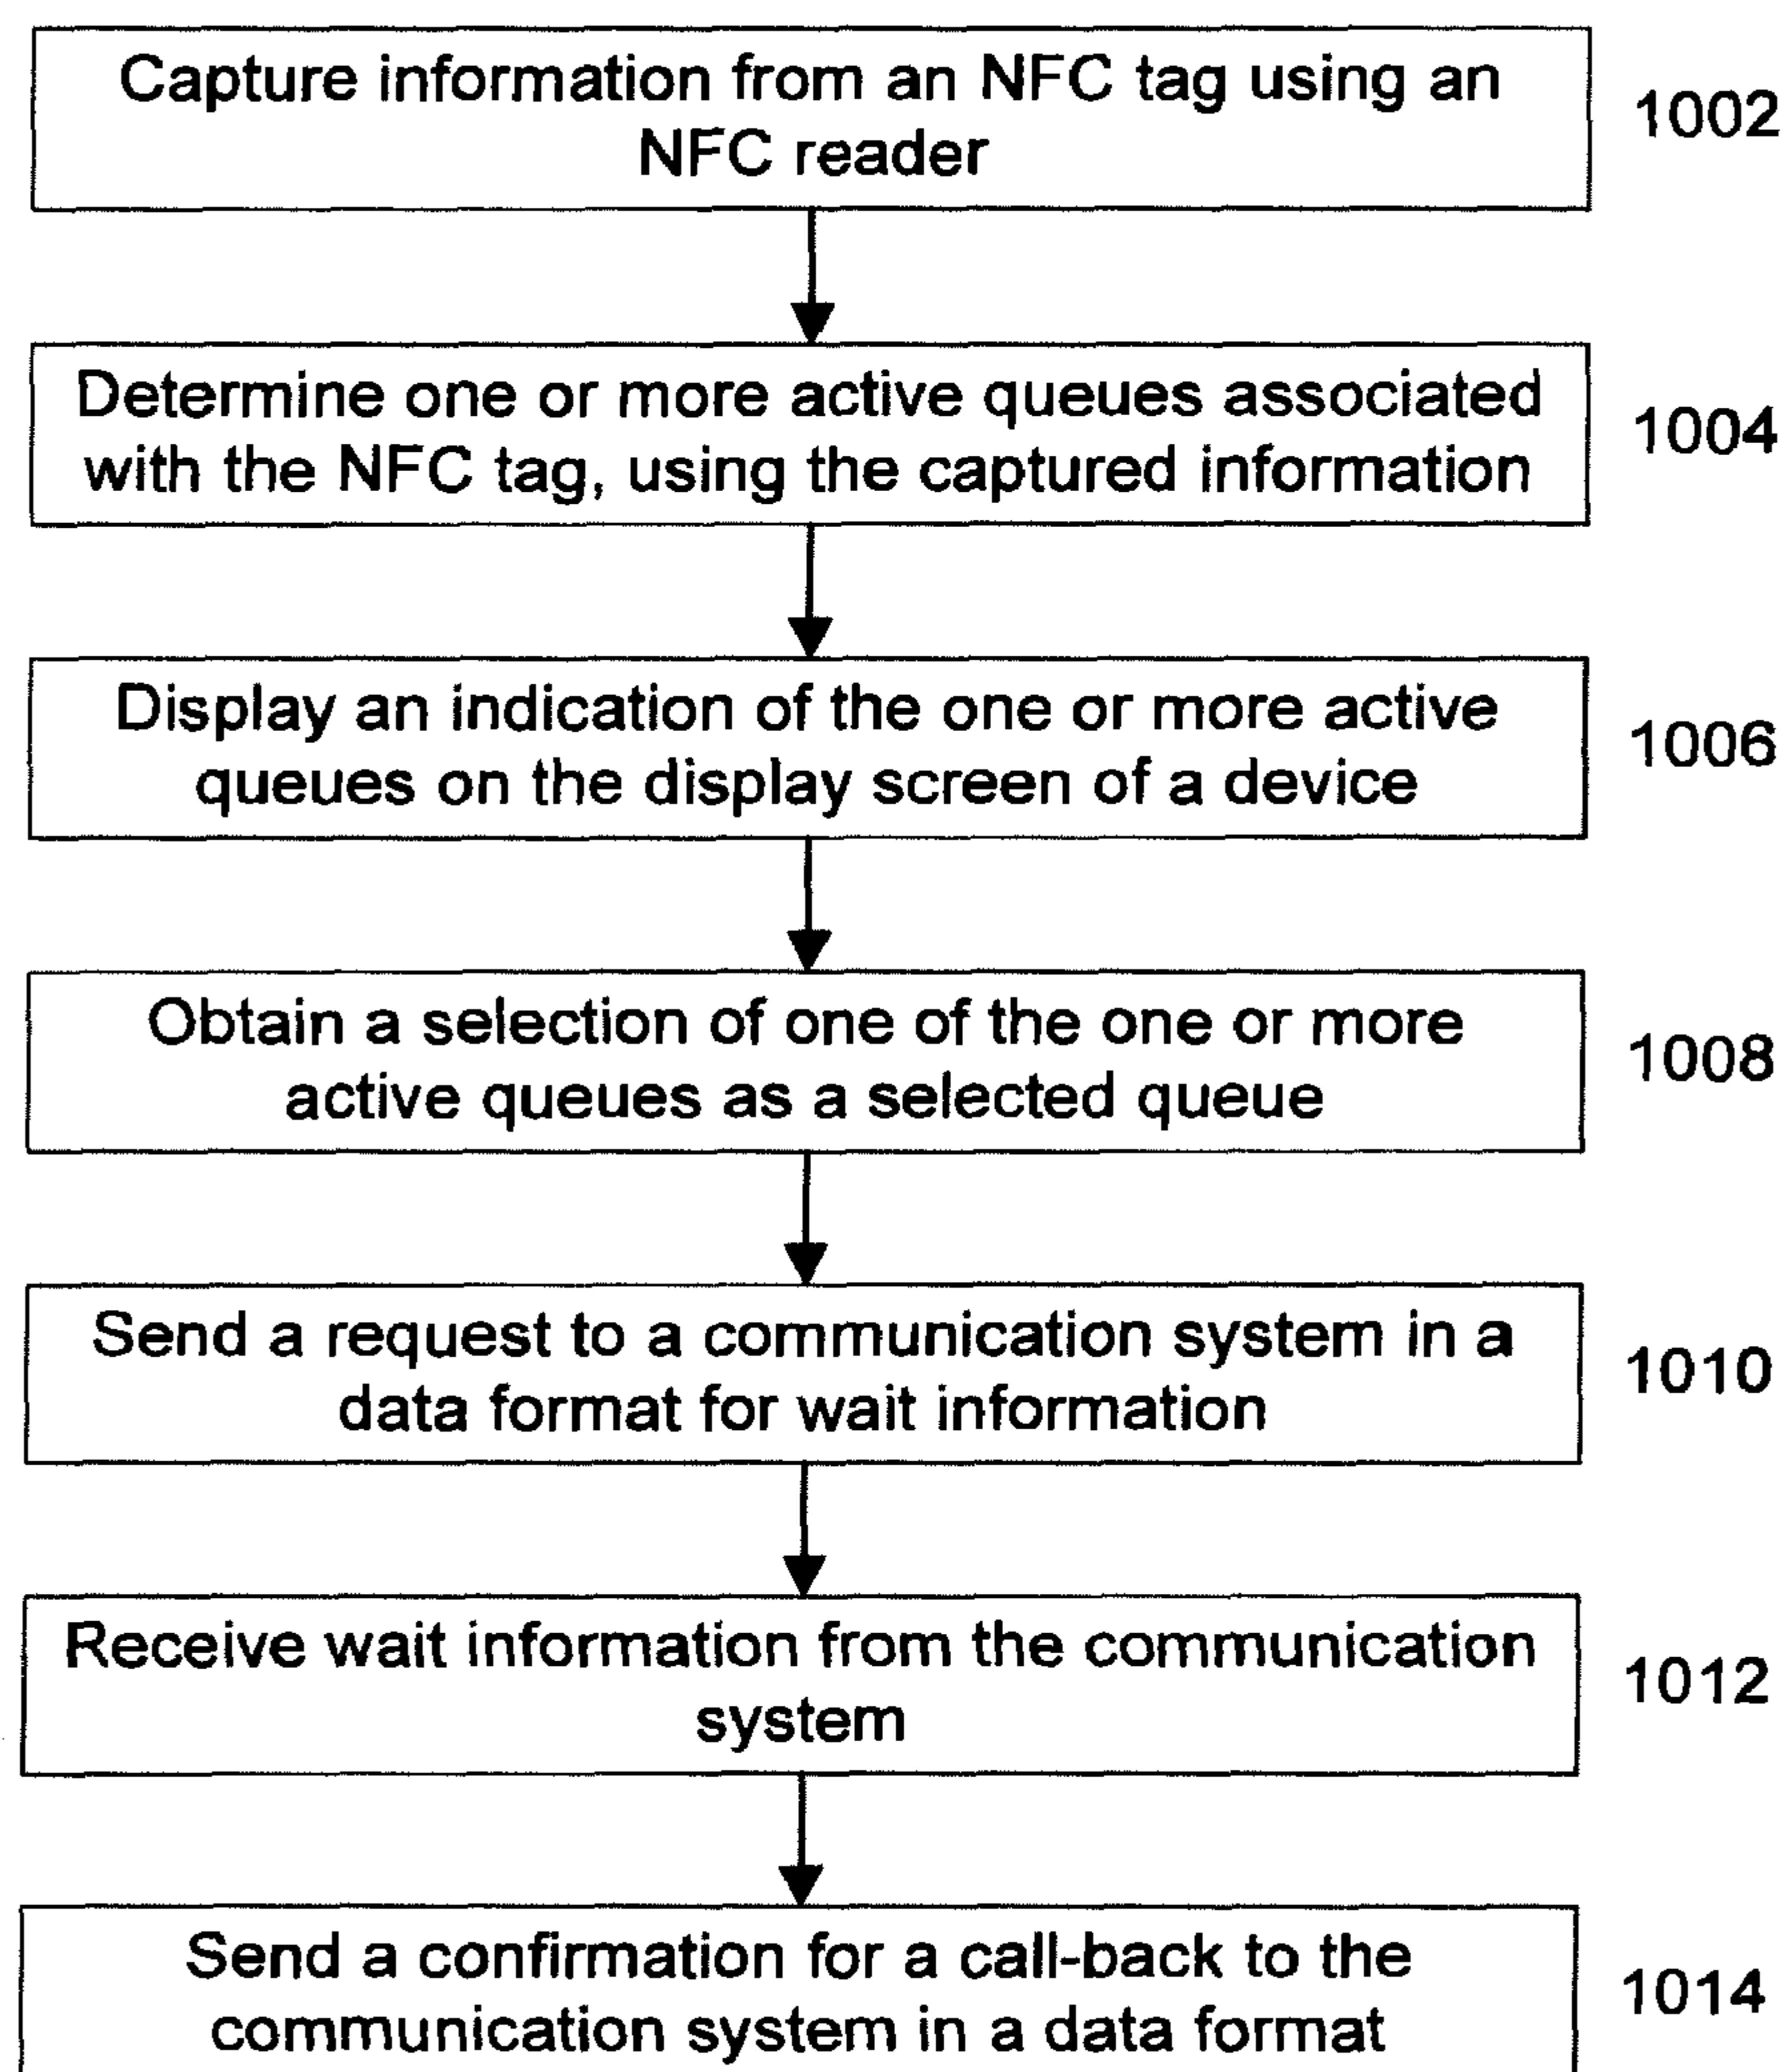 Capture information from an NFC tag using an
NFC reader
1002
Determine one or more active queues associated
with the NFC tag, using the captured information
1004
Display an indication of the one or more active
queues on the display screen of a device
1006
Obtain a selection of one of the one or more
active queues as a selected queue
1008
Send a request to a communication system in a
data format for wait information
1010
Receive wait information from the communication
system
1012
Send a confirmation for a call-back to the
communication system in a data format
1014